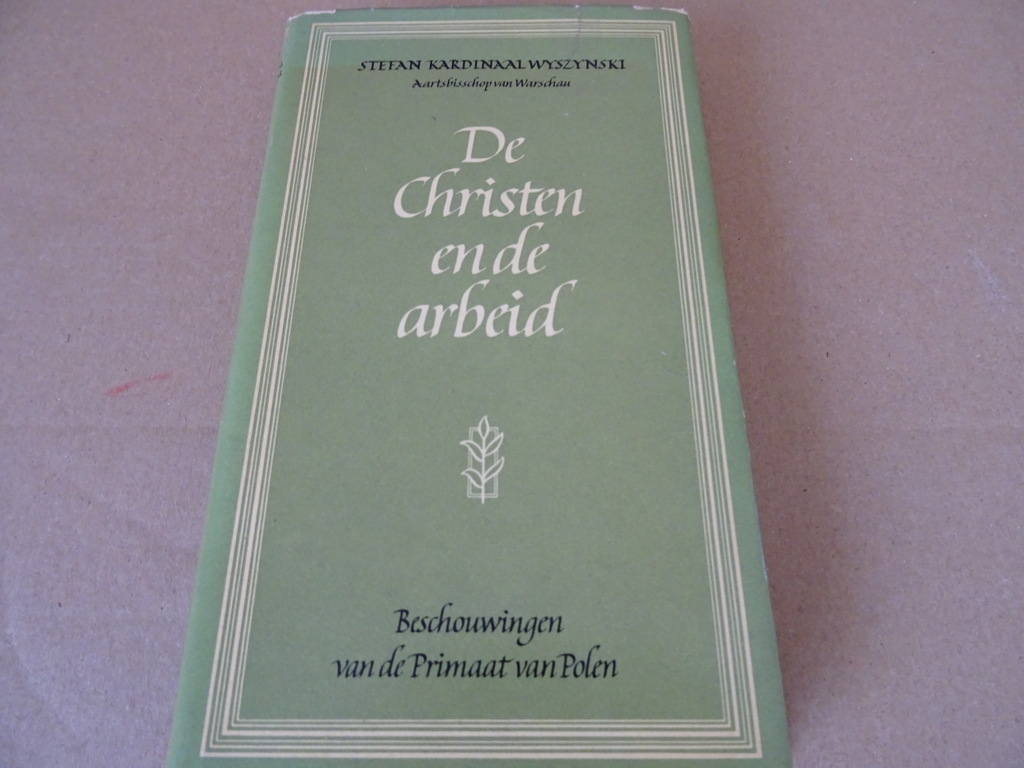 STEFAN KARDINAAL WYSZYNSKI
Aartsbisschop van Warschau
De
Christen
en de
arbeid
Beschouwingen
van de Primaat van Polen